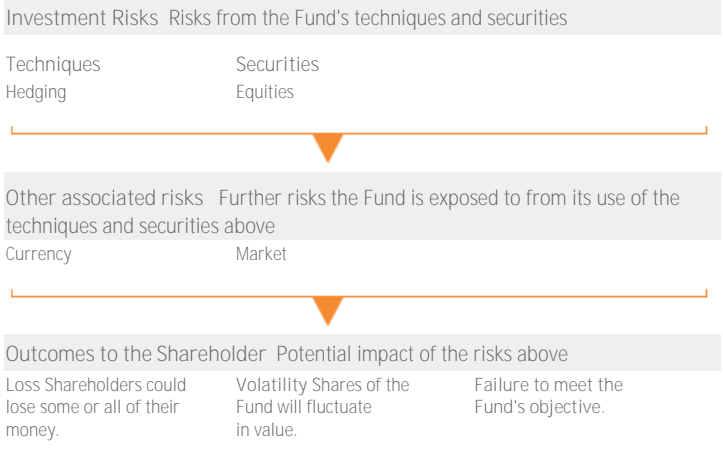 Investment Risks Risks from the Fund's techniques and securities
Techniques Securities
Hedging Equities
Other associated risks Further risks the Fund is exposed to from its use of the
techniques and securities above
Currency Market
Outcomes to the Shareholder Potential impact of the risks above
Loss Shareholders could
lose some or all of their
money.
Volatility Shares of the
Fund will fluctuate
in value.
Failure to meet the
Fund's objective.